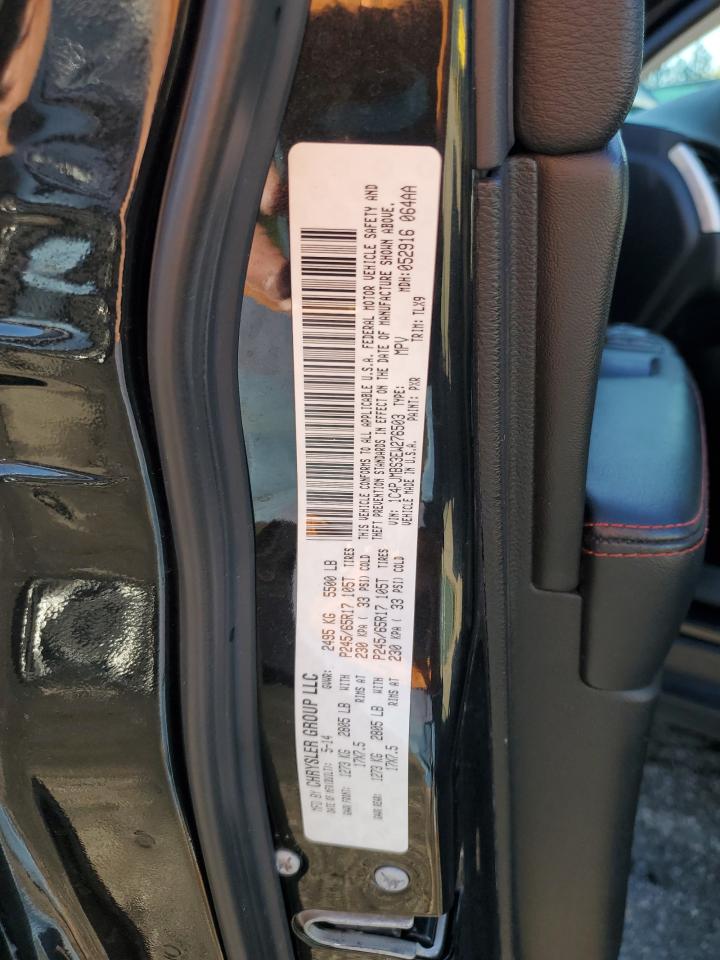 MFD BY CHRYSLER GROUP LLC
DATE OF MFR(BUILT): 5-14 GVWR: 2495 KG 5500 LB
GAWR FRONT: 1273 KG 2805 LB WITH P245/65R17 105T TIRES
17X7.5 RIMS AT 230 KPA ( 33 PSI) COLD
GAWR REAR: 1273 KG 2805 LB WITH P245/65R17 105T TIRES
17X7.5 RIMS AT 230 KPA ( 33 PSI) COLD
THIS VEHICLE CONFORMS TO ALL APPLICABLE U.S.A. FEDERAL MOTOR VEHICLE SAFETY AND
THEFT PREVENTION STANDARDS IN EFFECT ON THE DATE OF MANUFACTURE SHOWN ABOVE.
VIN: 1C4PJMBS3EW276503 TYPE: MPV MDH:052916 064AA
VEHICLE MADE IN U.S.A. PAINT: PXR TRIM: TLX9